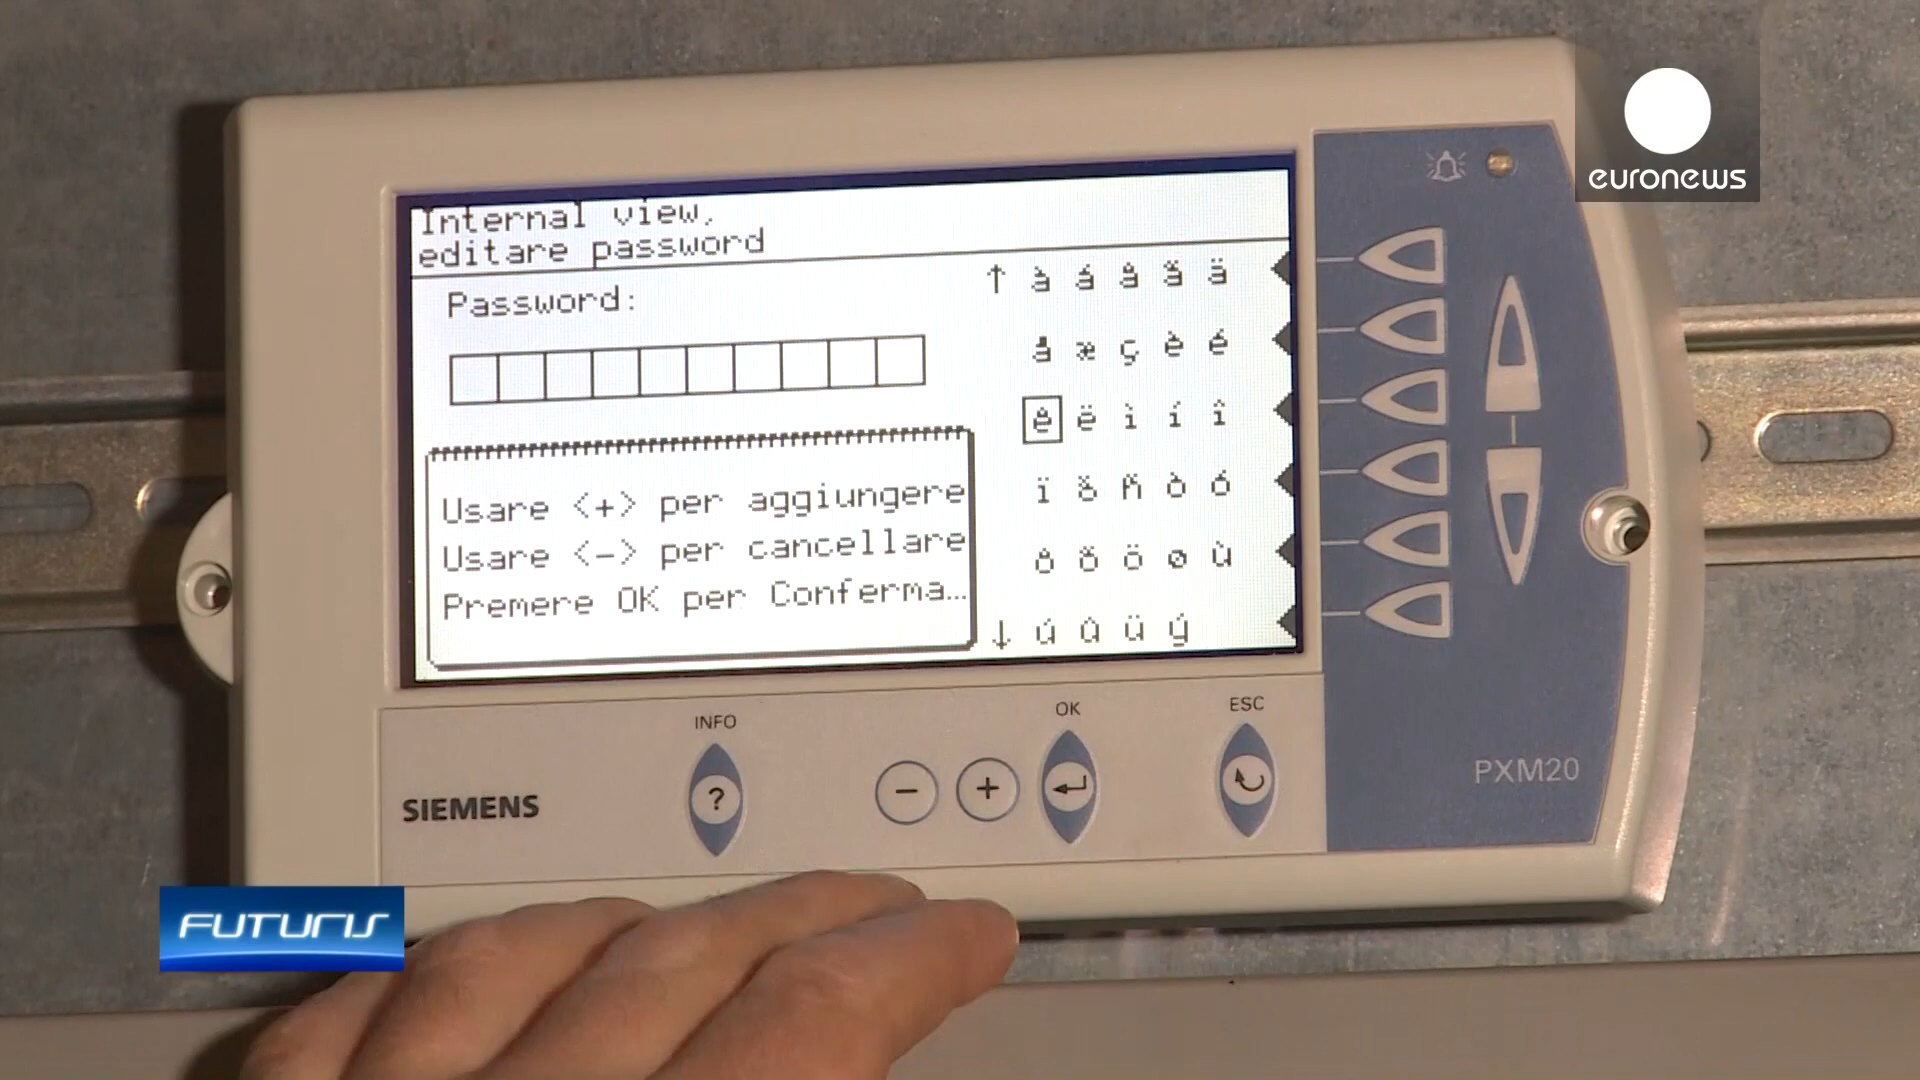 euronews
Internal view,
editare password
Password:
↑ à á â ã ä
å æ ç è é
ê ë ì í î
ï ð ñ ò ó
ô õ ö ø ù
↓ ú û ü ý
Usare <+> per aggiungere
Usare <-> per cancellare
Premere OK per Conferma…
INFO
?
- +
OK
ESC
SIEMENS
PXM20
FUTURIS